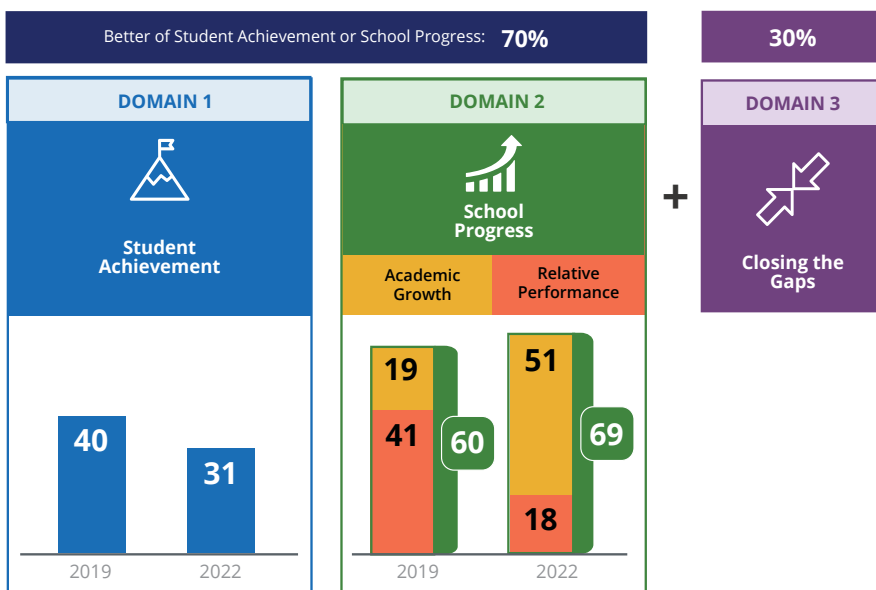 Better of Student Achievement or School Progress: 70%
30%
DOMAIN 1
Student
Achievement
40
31
2019
2022
DOMAIN 2
School
Progress
Academic
Growth
Relative
Performance
19
41
60
51
18
69
2019
2022
+
DOMAIN 3
Closing the
Gaps